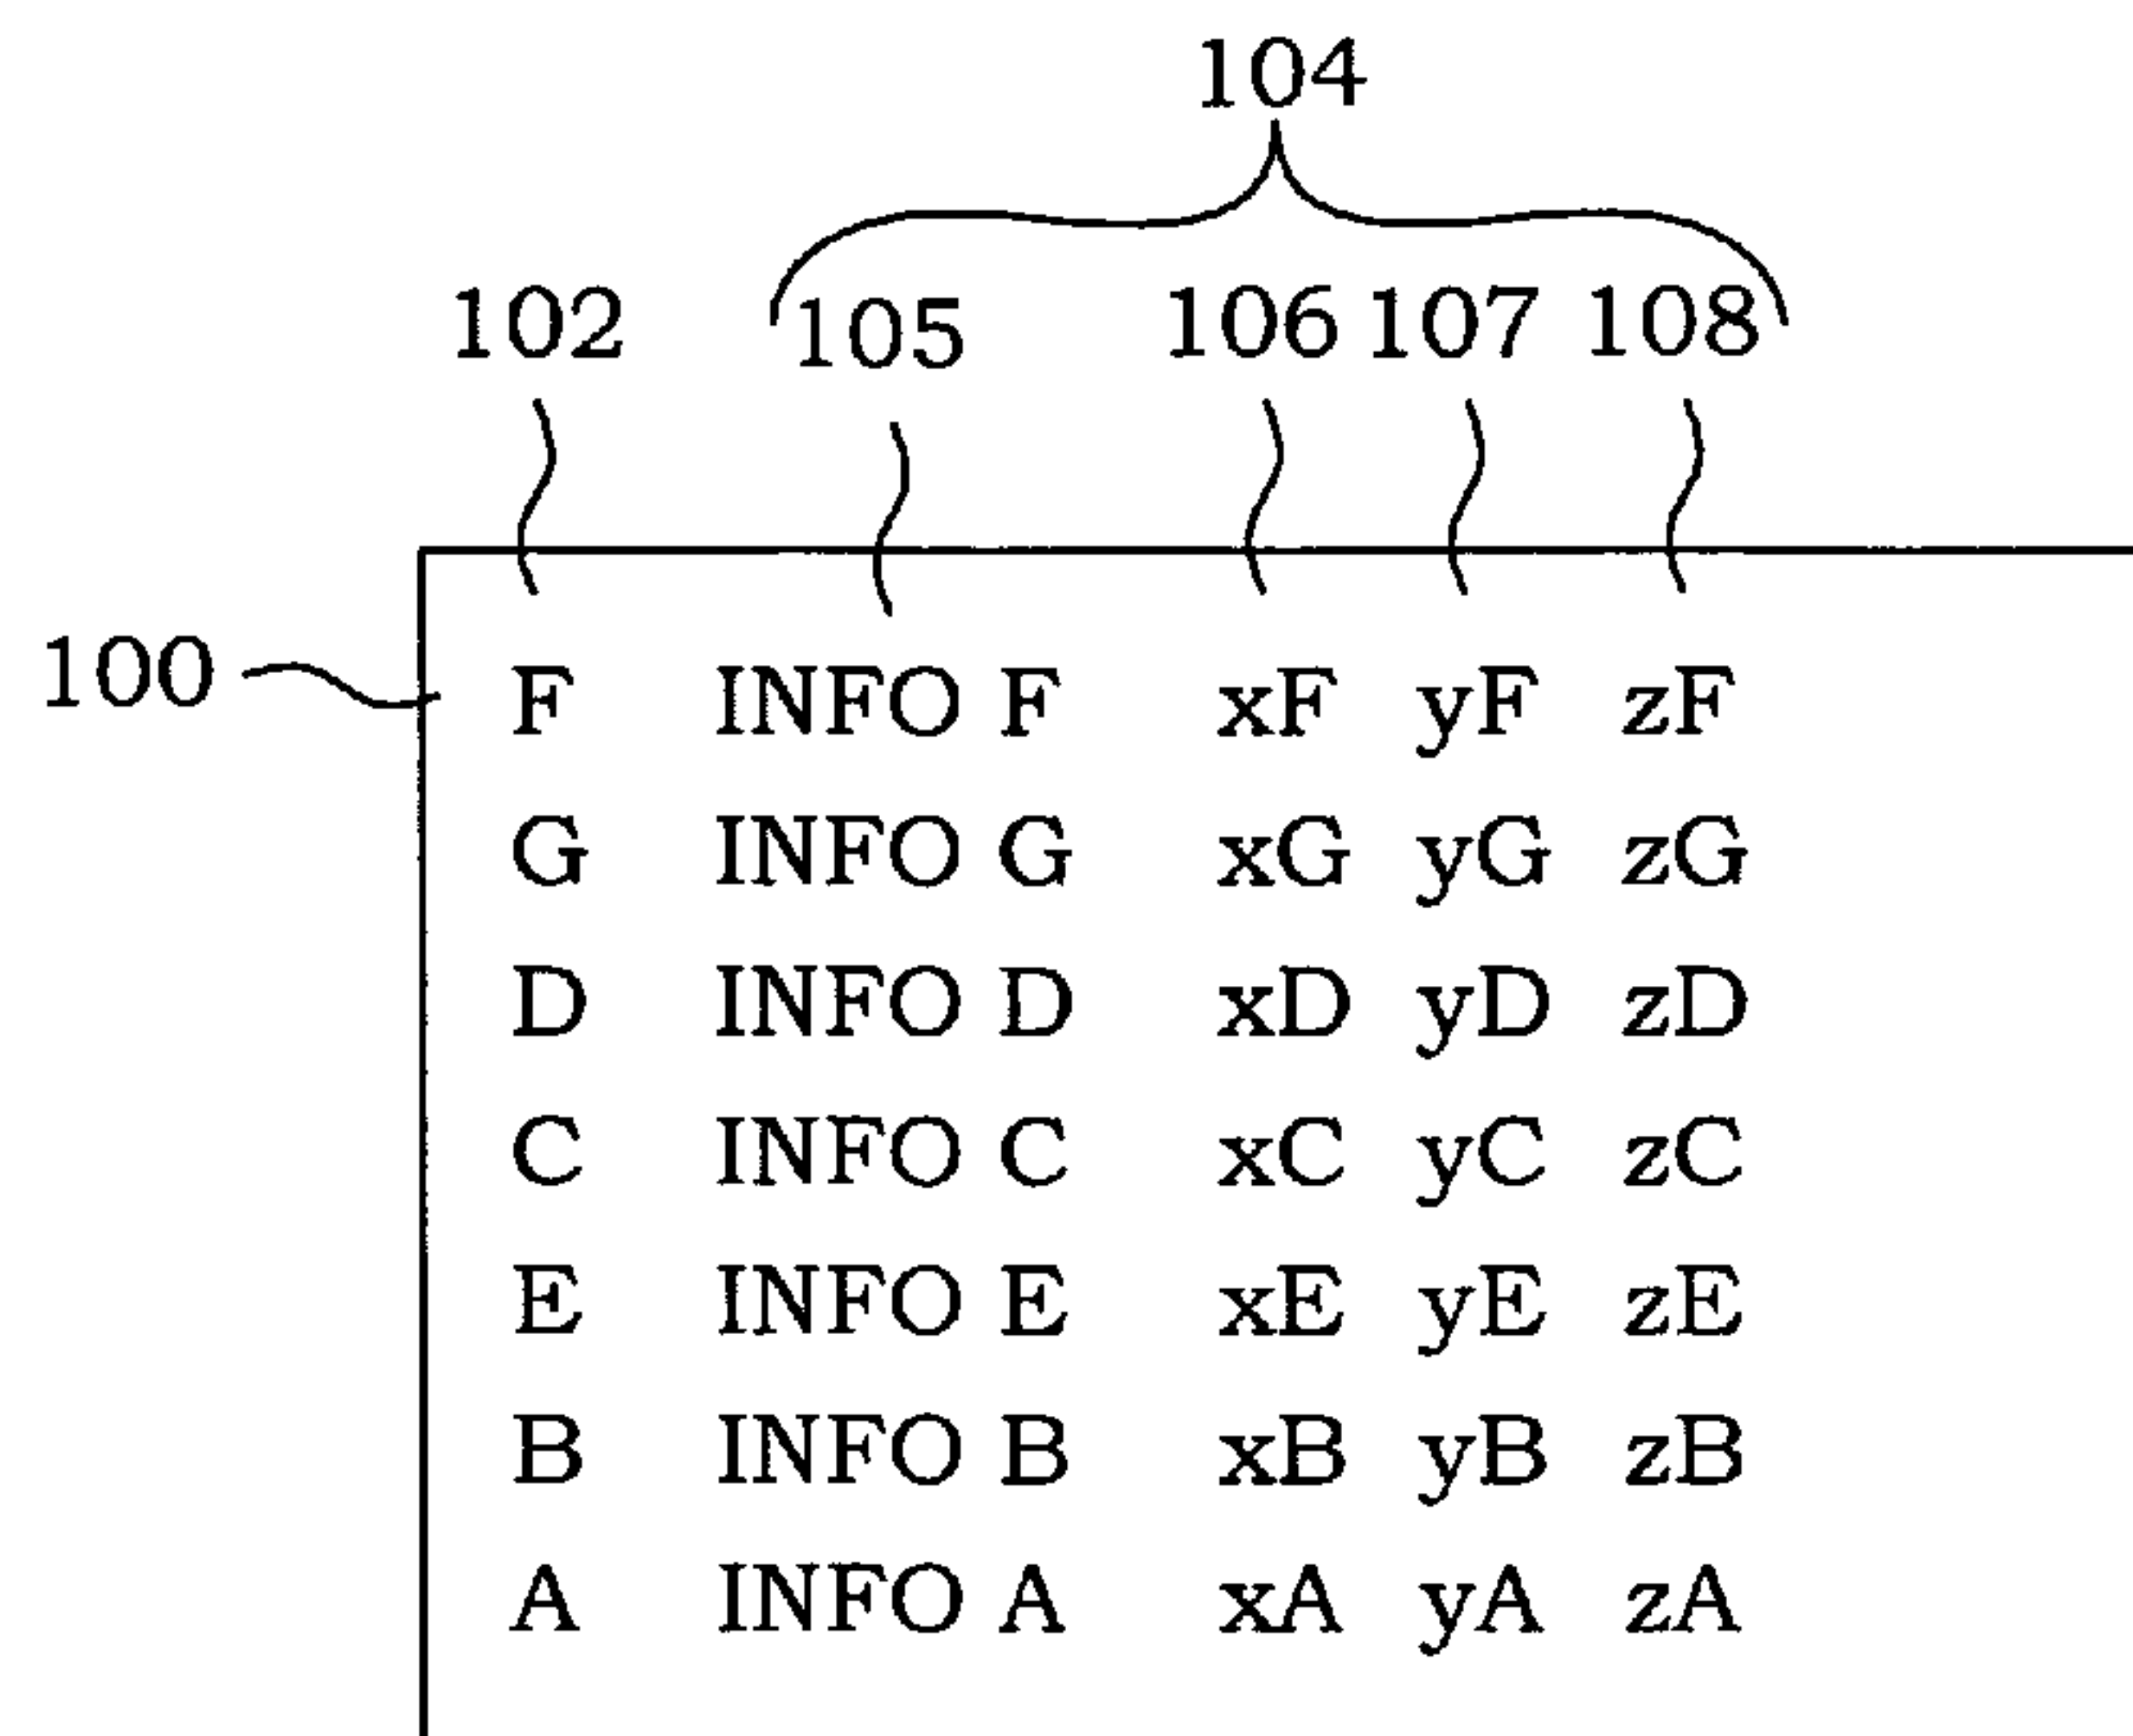 104
102 105 106 107 108
100
F INFO F xF yF zF
G INFO G xG yG zG
D INFO D xD yD zD
C INFO C xC yC zC
E INFO E xE yE zE
B INFO B xB yB zB
A INFO A xA yA zA